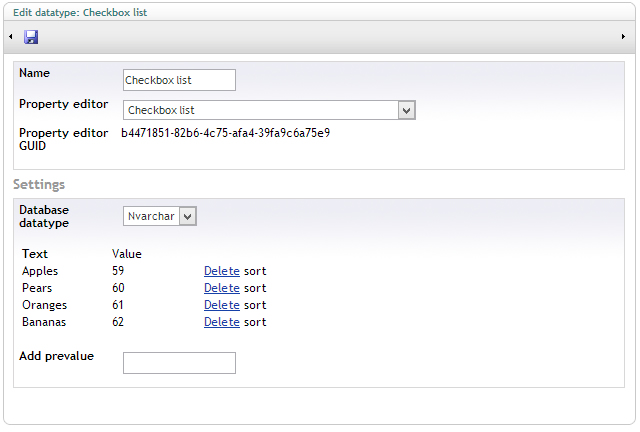 Edit datatype: Checkbox list
Name Checkbox list
Property editor Checkbox list
Property editor GUID b4471851-82b6-4c75-afa4-39fa9c6a75e9
Settings
Database datatype Nvarchar
Text Value
Apples 59 Delete sort
Pears 60 Delete sort
Oranges 61 Delete sort
Bananas 62 Delete sort
Add prevalue